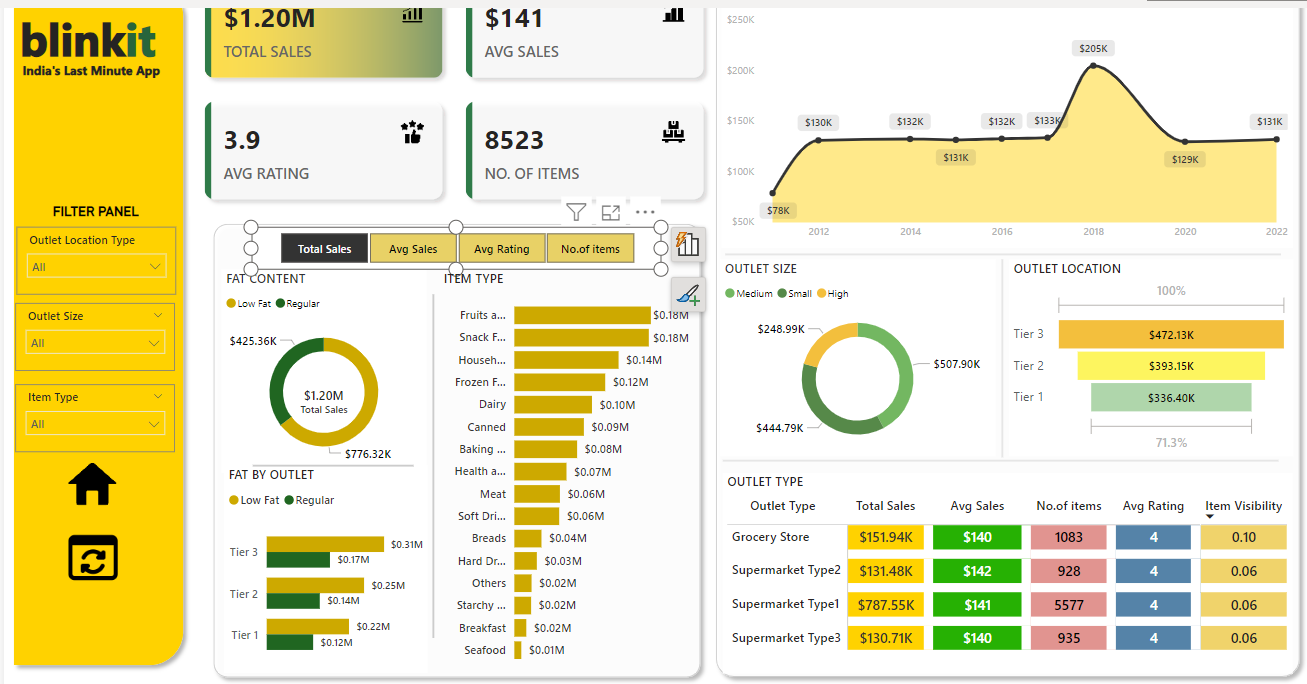 blinkit
India's Last Minute App
FILTER PANEL
Outlet Location Type
All
Outlet Size
All
Item Type
All
$1.20M
TOTAL SALES
$141
AVG SALES
3.9
AVG RATING
8523
NO. OF ITEMS
Total Sales Avg Sales Avg Rating No.of items
FAT CONTENT
Low Fat Regular
$425.36K
$1.20M
Total Sales
$776.32K
FAT BY OUTLET
Low Fat Regular
Tier 3 $0.31M
$0.17M
Tier 2 $0.25M
$0.14M
Tier 1 $0.22M
$0.12M
ITEM TYPE
Fruits a... $0.18M
Snack F... $0.18M
Househ... $0.14M
Frozen F... $0.12M
Dairy $0.10M
Canned $0.09M
Baking ... $0.08M
Health a... $0.07M
Meat $0.06M
Soft Dri... $0.06M
Breads $0.04M
Hard Dr... $0.03M
Others $0.02M
Starchy ... $0.02M
Breakfast $0.02M
Seafood $0.01M
$250K
$200K
$150K
$100K
$50K
$78K
$130K
$132K
$131K
$132K
$133K
$205K
$129K
$131K
2012 2014 2016 2018 2020 2022
OUTLET SIZE
Medium Small High
$248.99K
$507.90K
$444.79K
OUTLET LOCATION
100%
Tier 3 $472.13K
Tier 2 $393.15K
Tier 1 $336.40K
71.3%
OUTLET TYPE
Outlet Type Total Sales Avg Sales No.of items Avg Rating Item Visibility
Grocery Store $151.94K $140 1083 4 0.10
Supermarket Type2 $131.48K $142 928 4 0.06
Supermarket Type1 $787.55K $141 5577 4 0.06
Supermarket Type3 $130.71K $140 935 4 0.06